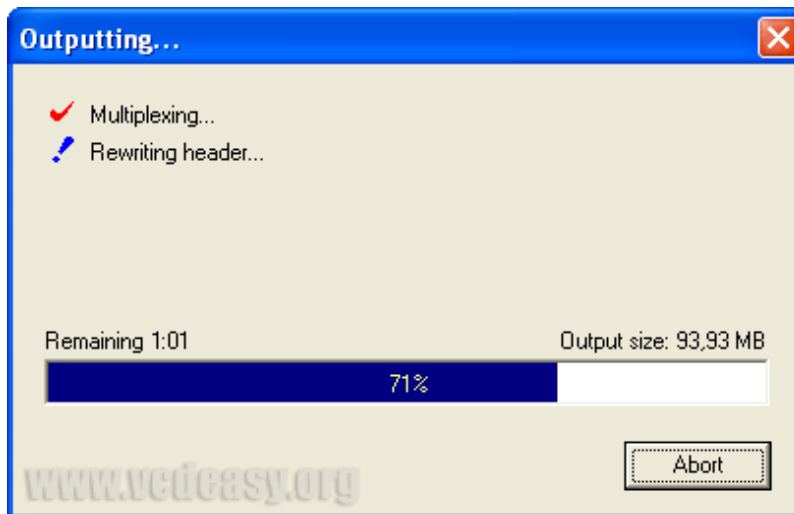 Outputting...
Multiplexing...
Rewriting header...
Remaining 1:01
Output size: 93,93 MB
71%
Abort
www.vcdeasy.org